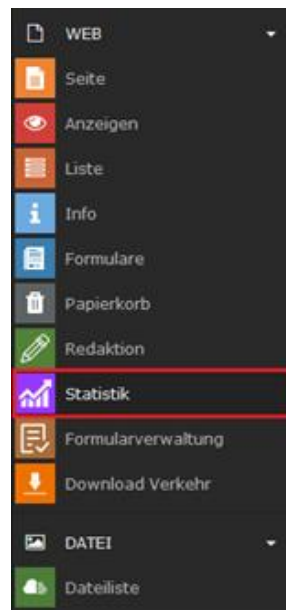 WEB
Seite
Anzeigen
Liste
Info
Formulare
Papierkorb
Redaktion
Statistik
Formularverwaltung
Download Verkehr
DATEI
Dateiliste